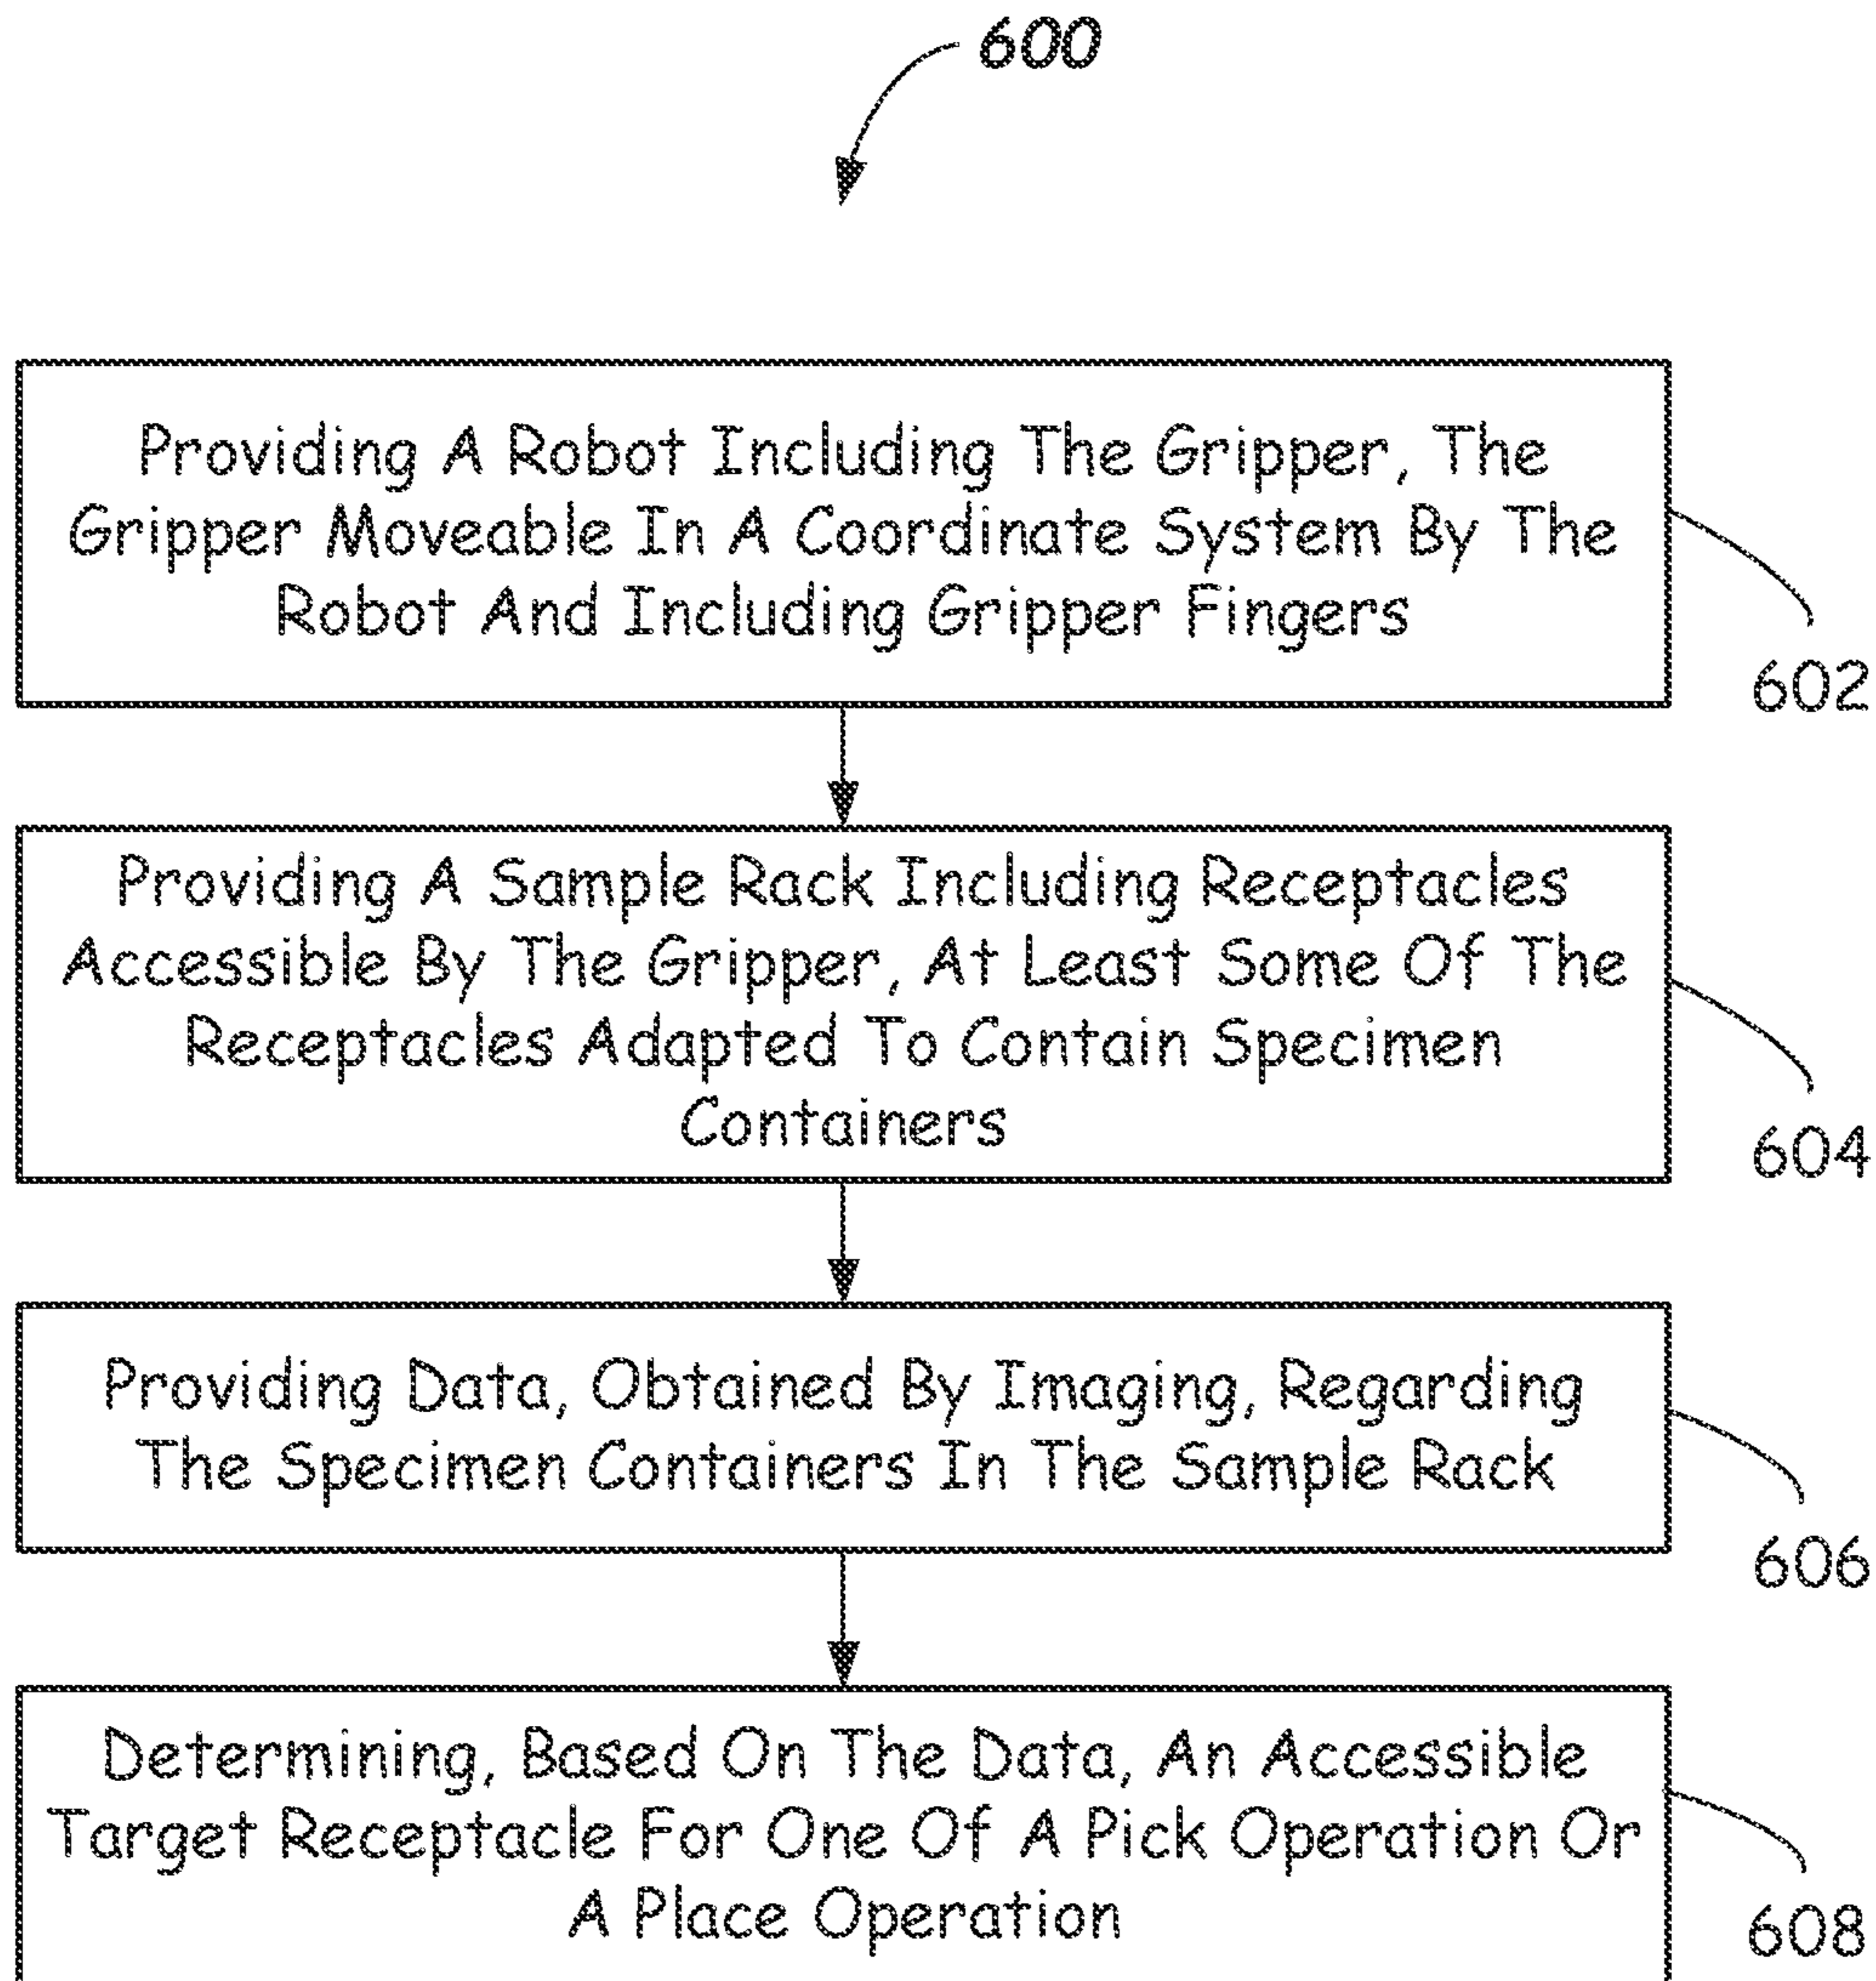 600
Providing A Robot Including The Gripper, The
Gripper Moveable In A Coordinate System By The
Robot And Including Gripper Fingers
602
Providing A Sample Rack Including Receptacles
Accessible By The Gripper, At Least Some Of The
Receptacles Adapted To Contain Specimen
Containers
604
Providing Data, Obtained By Imaging, Regarding
The Specimen Containers In The Sample Rack
606
Determining, Based On The Data, An Accessible
Target Receptacle For One Of A Pick Operation Or
A Place Operation
608